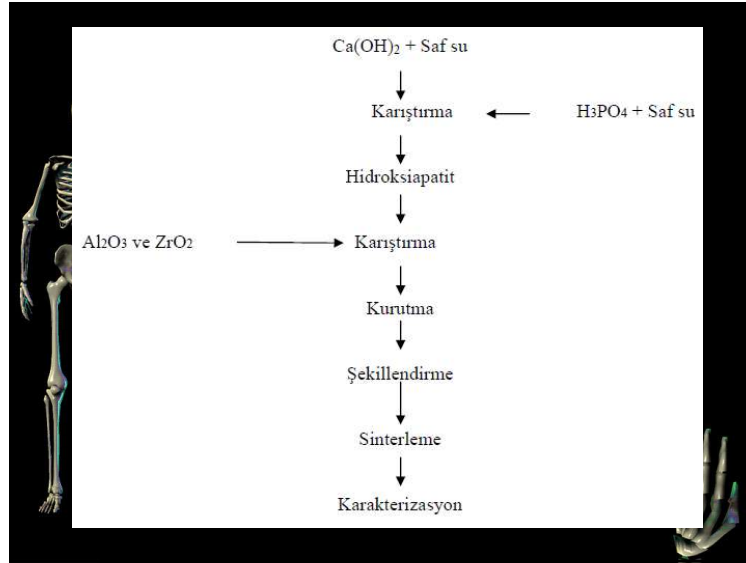 Ca(OH)2 + Saf su
Karıştırma
H3PO4 + Saf su
Hidroksiapatit
Al2O3 ve ZrO2
Karıştırma
Kurutma
Şekillendirme
Sinterleme
Karakterizasyon